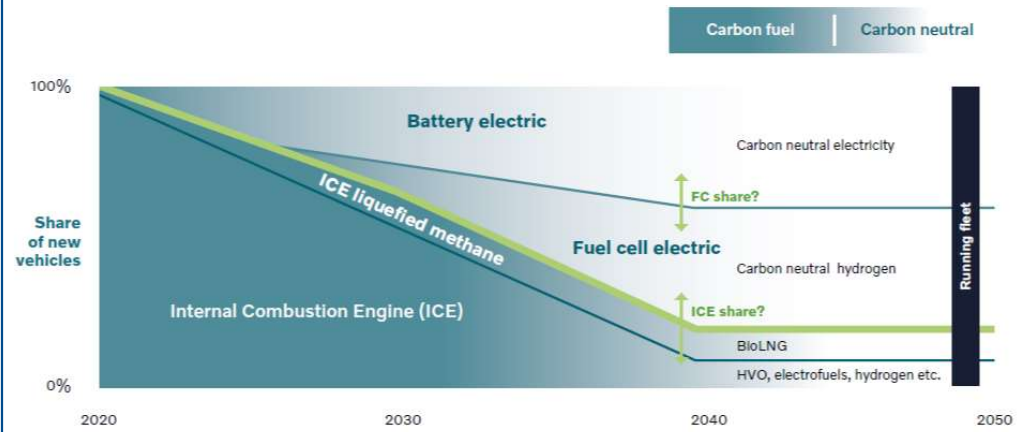 Carbon fuel
Carbon neutral
100%
Battery electric
Carbon neutral electricity
FC share?
ICE liquefied methane
Share
of new
vehicles
Fuel cell electric
Carbon neutral hydrogen
Running fleet
Internal Combustion Engine (ICE)
ICE share?
BioLNG
HVO, electrofuels, hydrogen etc.
0%
2020
2030
2040
2050